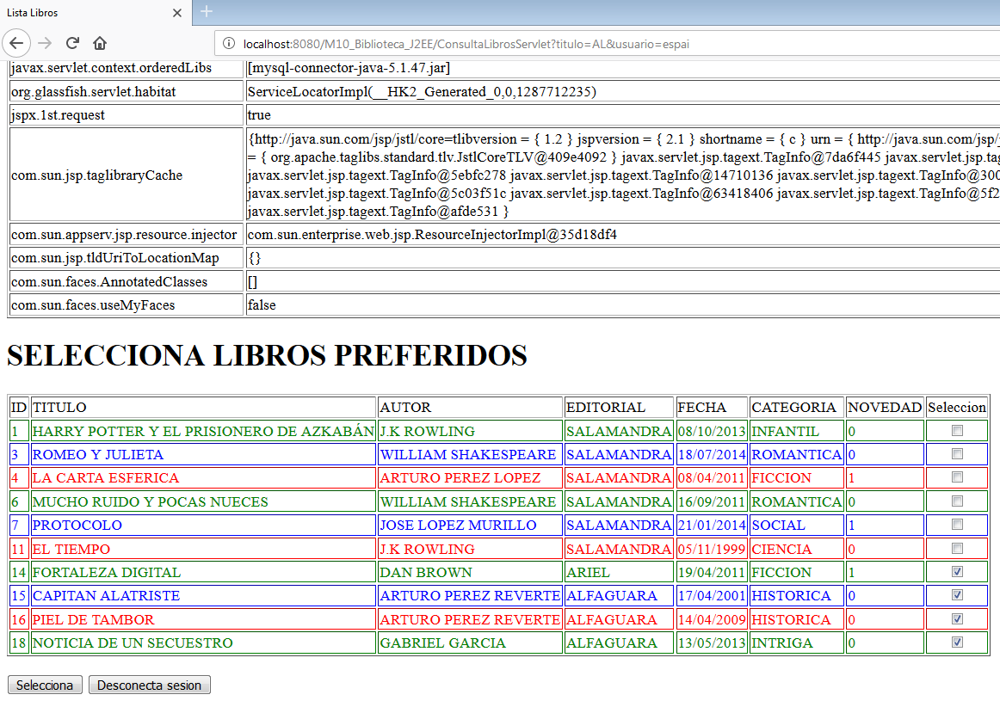 Lista Libros
localhost:8080/M10_Biblioteca_J2EE/ConsultaLibrosServlet?titulo=AL&usuario=espai
javax.servlet.context.orderedLibs [mysql-connector-java-5.1.47.jar]
org.glassfish.servlet.habitat ServiceLocatorImpl(__HK2_Generated_0,0,1287712235)
jspx.1st.request true
{http://java.sun.com/jsp/jstl/core=tlibversion = { 1.2 } jspversion = { 2.1 } shortname = { c } urn = { http://java.sun.com/jsp/
= { org.apache.taglibs.standard.tlv.JstlCoreTLV@409e4092 } javax.servlet.jsp.tagext.TagInfo@7da6f445 javax.servlet.jsp.tag
com.sun.jsp.taglibraryCache javax.servlet.jsp.tagext.TagInfo@5ebfc278 javax.servlet.jsp.tagext.TagInfo@14710136 javax.servlet.jsp.tagext.TagInfo@300
javax.servlet.jsp.tagext.TagInfo@5c03f51c javax.servlet.jsp.tagext.TagInfo@63418406 javax.servlet.jsp.tagext.TagInfo@5f2
javax.servlet.jsp.tagext.TagInfo@afde531 }
com.sun.appserv.jsp.resource.injector com.sun.enterprise.web.jsp.ResourceInjectorImpl@35d18df4
com.sun.jsp.tldUriToLocationMap {}
com.sun.faces.AnnotatedClasses []
com.sun.faces.useMyFaces false
SELECCIONA LIBROS PREFERIDOS
ID TITULO AUTOR EDITORIAL FECHA CATEGORIA NOVEDAD Seleccion
1 HARRY POTTER Y EL PRISIONERO DE AZKABÁN J.K ROWLING SALAMANDRA 08/10/2013 INFANTIL 0
3 ROMEO Y JULIETA WILLIAM SHAKESPEARE SALAMANDRA 18/07/2014 ROMANTICA 0
4 LA CARTA ESFERICA ARTURO PEREZ LOPEZ SALAMANDRA 08/04/2011 FICCION 1
6 MUCHO RUIDO Y POCAS NUECES WILLIAM SHAKESPEARE SALAMANDRA 16/09/2011 ROMANTICA 0
7 PROTOCOLO JOSE LOPEZ MURILLO SALAMANDRA 21/01/2014 SOCIAL 1
11 EL TIEMPO J.K ROWLING SALAMANDRA 05/11/1999 CIENCIA 0
14 FORTALEZA DIGITAL DAN BROWN ARIEL 19/04/2011 FICCION 1
15 CAPITAN ALATRISTE ARTURO PEREZ REVERTE ALFAGUARA 17/04/2001 HISTORICA 0
16 PIEL DE TAMBOR ARTURO PEREZ REVERTE ALFAGUARA 14/04/2009 HISTORICA 0
18 NOTICIA DE UN SECUESTRO GABRIEL GARCIA ALFAGUARA 13/05/2013 INTRIGA 0
Selecciona Desconecta sesion